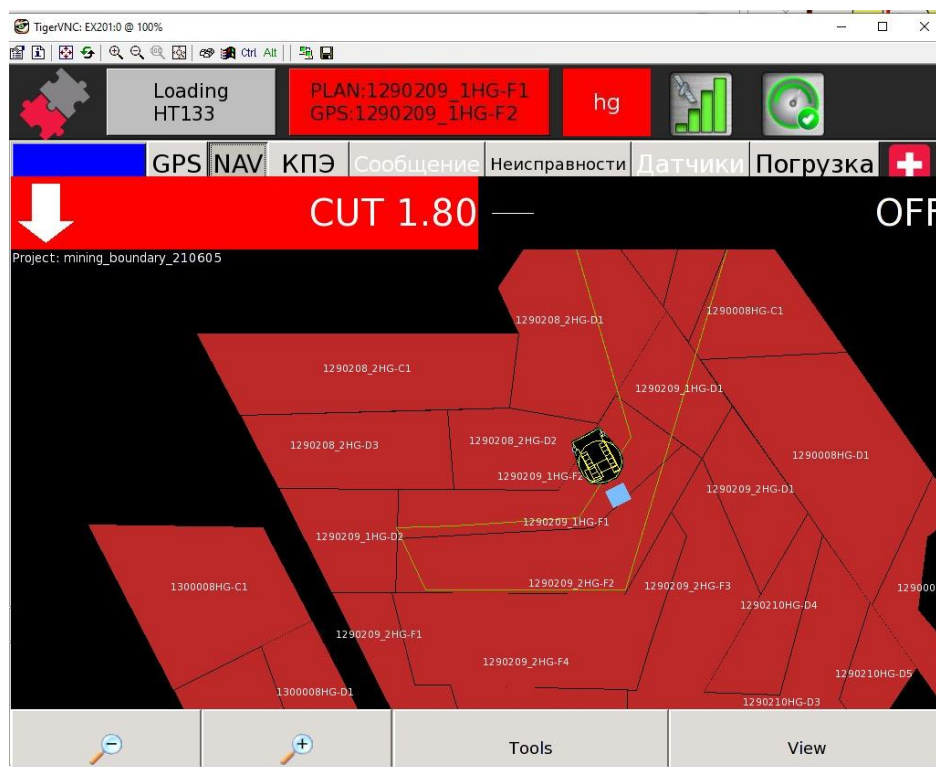 TigerVNC: EX201:0 @ 100%
Ctrl Alt
Loading
HT133
PLAN:1290209_1HG-F1
GPS:1290209_1HG-F2
hg
GPS NAV КПЭ Сообщение Неисправности Датчики Погрузка
CUT 1.80
OFF
Project: mining_boundary_210605
1290008HG-C1
1290208_2HG-D1
1290208_2HG-C1
1290209_1HG-D1
1290208_2HG-D2
1290208_2HG-D3
1290008HG-D1
1290209_1HG-F2
1290209_2HG-D1
1290209_1HG-F1
1290209_1HG-D2
1290209_2HG-F2
1290209_2HG-F3
1300008HG-C1
12900
1290210HG-D4
1290209_2HG-F1
1290209_2HG-F4
1290210HG-D5
1300008HG-D1
1290210HG-D3
Tools
View